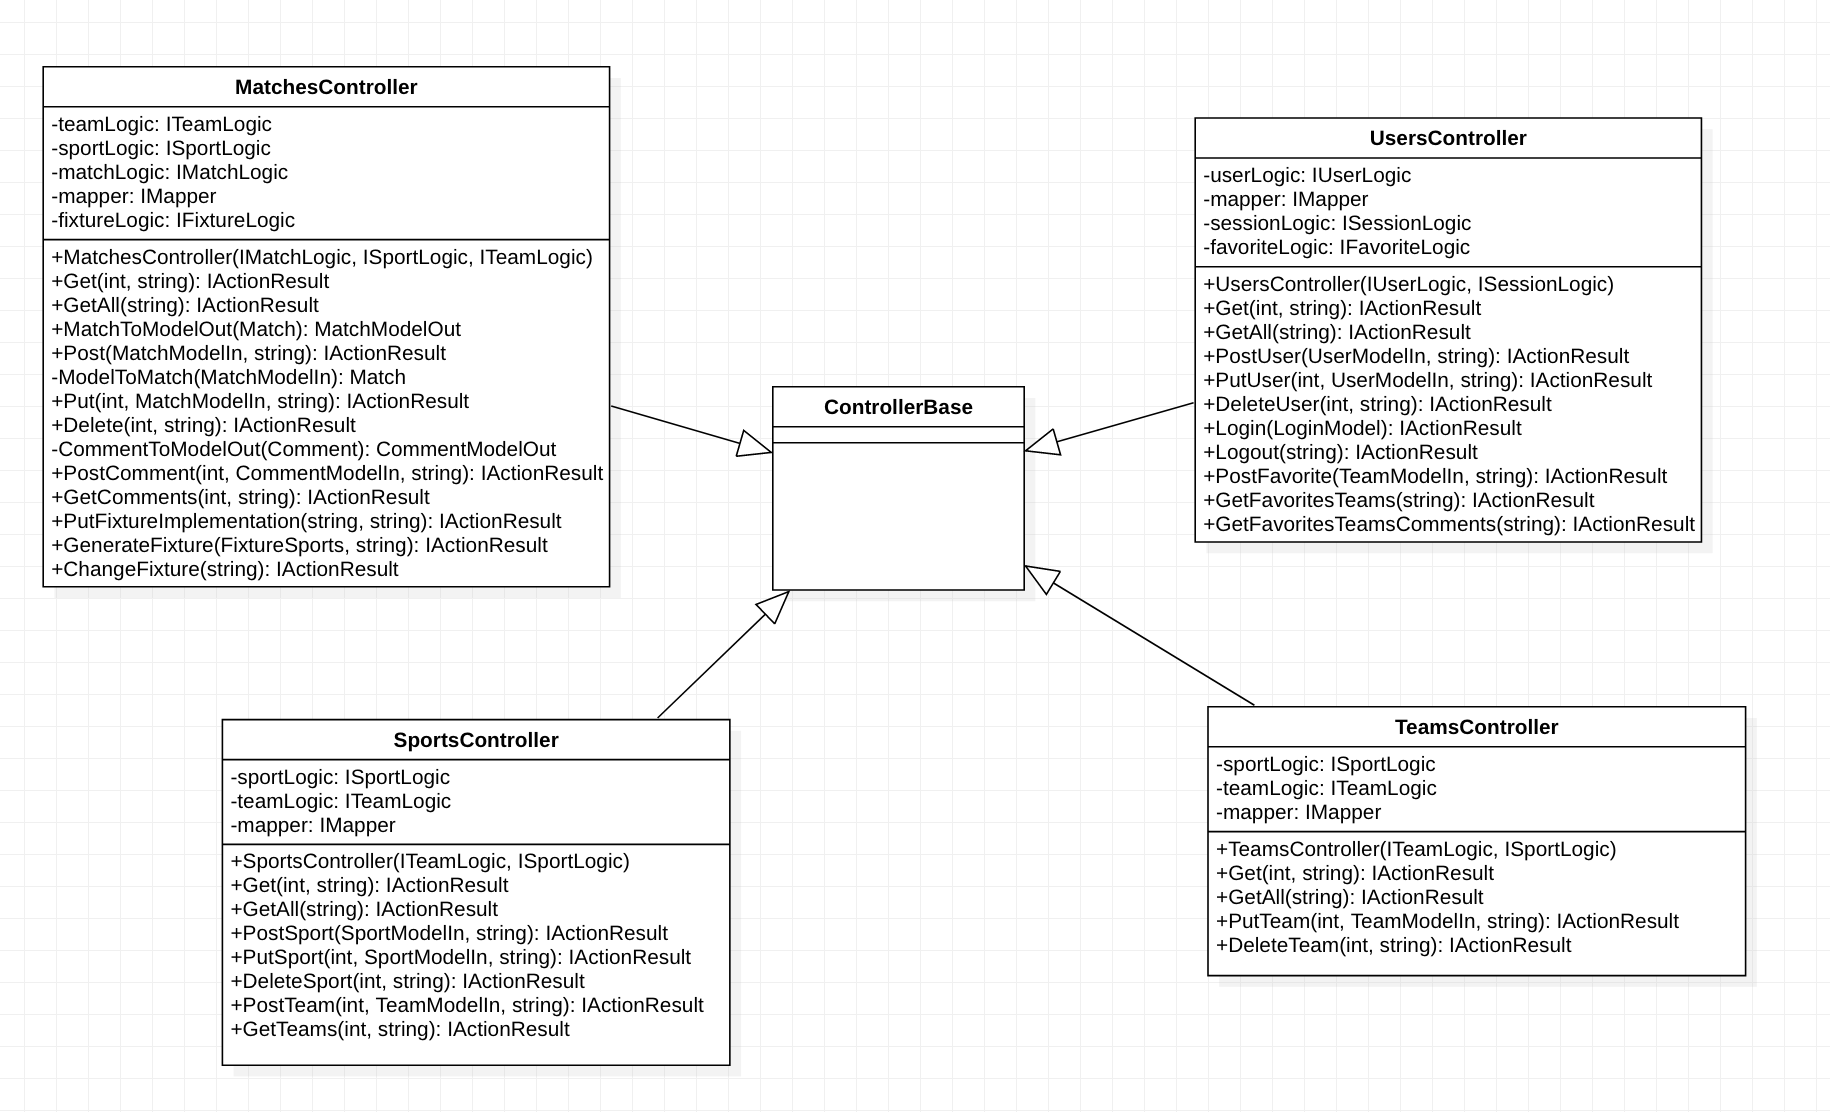 MatchesController
-teamLogic: ITeamLogic
-sportLogic: ISportLogic
-matchLogic: IMatchLogic
-mapper: IMapper
-fixtureLogic: IFixtureLogic
+MatchesController(IMatchLogic, ISportLogic, ITeamLogic)
+Get(int, string): IActionResult
+GetAll(string): IActionResult
+MatchToModelOut(Match): MatchModelOut
+Post(MatchModelIn, string): IActionResult
-ModelToMatch(MatchModelIn): Match
+Put(int, MatchModelIn, string): IActionResult
+Delete(int, string): IActionResult
-CommentToModelOut(Comment): CommentModelOut
+PostComment(int, CommentModelIn, string): IActionResult
+GetComments(int, string): IActionResult
+PutFixtureImplementation(string, string): IActionResult
+GenerateFixture(FixtureSports, string): IActionResult
+ChangeFixture(string): IActionResult
UsersController
-userLogic: IUserLogic
-mapper: IMapper
-sessionLogic: ISessionLogic
-favoriteLogic: IFavoriteLogic
+UsersController(IUserLogic, ISessionLogic)
+Get(int, string): IActionResult
+GetAll(string): IActionResult
+PostUser(UserModelIn, string): IActionResult
+PutUser(int, UserModelIn, string): IActionResult
+DeleteUser(int, string): IActionResult
+Login(LoginModel): IActionResult
+Logout(string): IActionResult
+PostFavorite(TeamModelIn, string): IActionResult
+GetFavoritesTeams(string): IActionResult
+GetFavoritesTeamsComments(string): IActionResult
ControllerBase
SportsController
-sportLogic: ISportLogic
-teamLogic: ITeamLogic
-mapper: IMapper
+SportsController(ITeamLogic, ISportLogic)
+Get(int, string): IActionResult
+GetAll(string): IActionResult
+PostSport(SportModelIn, string): IActionResult
+PutSport(int, SportModelIn, string): IActionResult
+DeleteSport(int, string): IActionResult
+PostTeam(int, TeamModelIn, string): IActionResult
+GetTeams(int, string): IActionResult
TeamsController
-sportLogic: ISportLogic
-teamLogic: ITeamLogic
-mapper: IMapper
+TeamsController(ITeamLogic, ISportLogic)
+Get(int, string): IActionResult
+GetAll(string): IActionResult
+PutTeam(int, TeamModelIn, string): IActionResult
+DeleteTeam(int, string): IActionResult